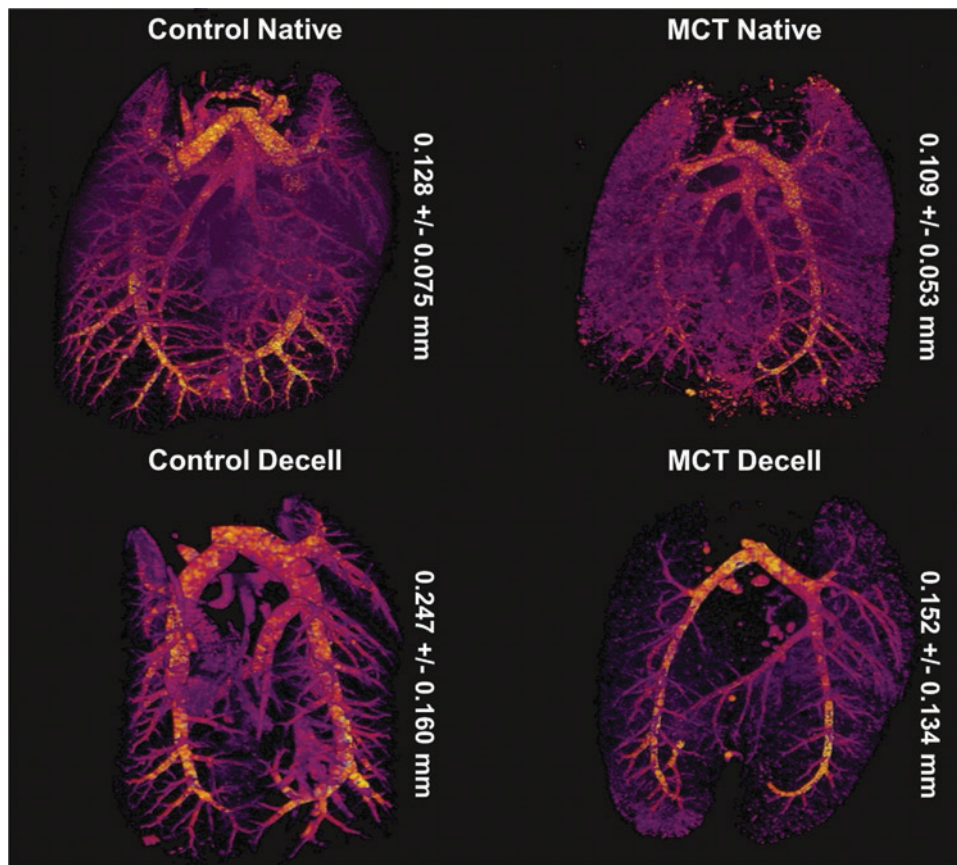 Control Native
MCT Native
0.128 +/- 0.075 mm
0.109 +/- 0.053 mm
Control Decell
MCT Decell
0.247 +/- 0.160 mm
0.152 +/- 0.134 mm